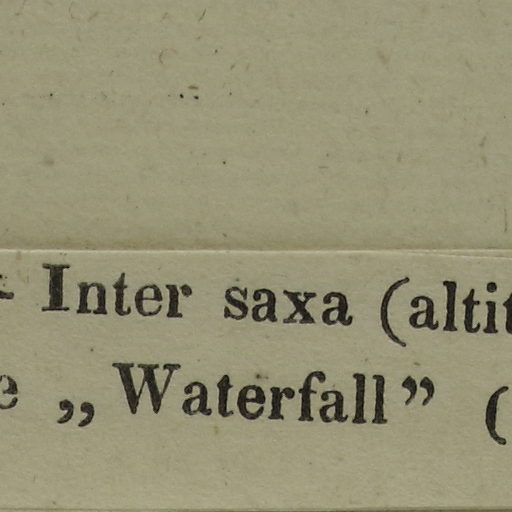 - Inter saxa (altit
e „Waterfall” (